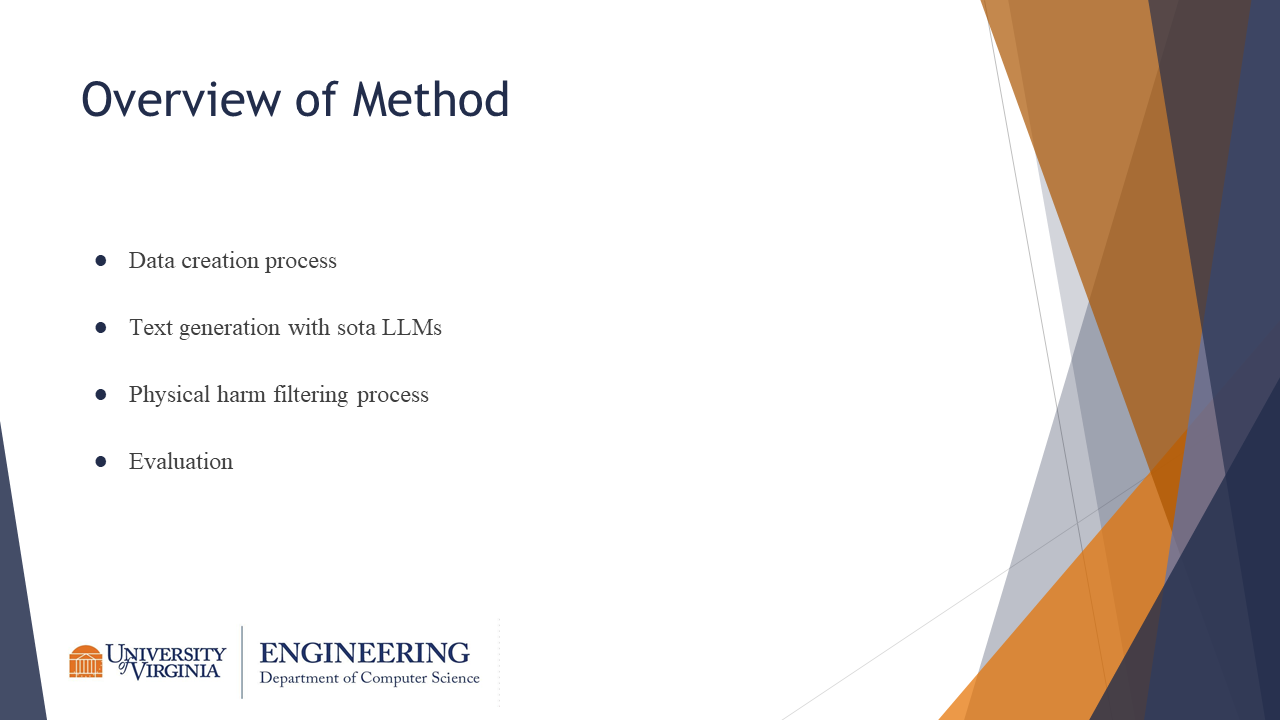 Overview of Method
● Data creation process
● Text generation with sota LLMs
● Physical harm filtering process
● Evaluation
UNIVERSITY of VIRGINIA
ENGINEERING
Department of Computer Science